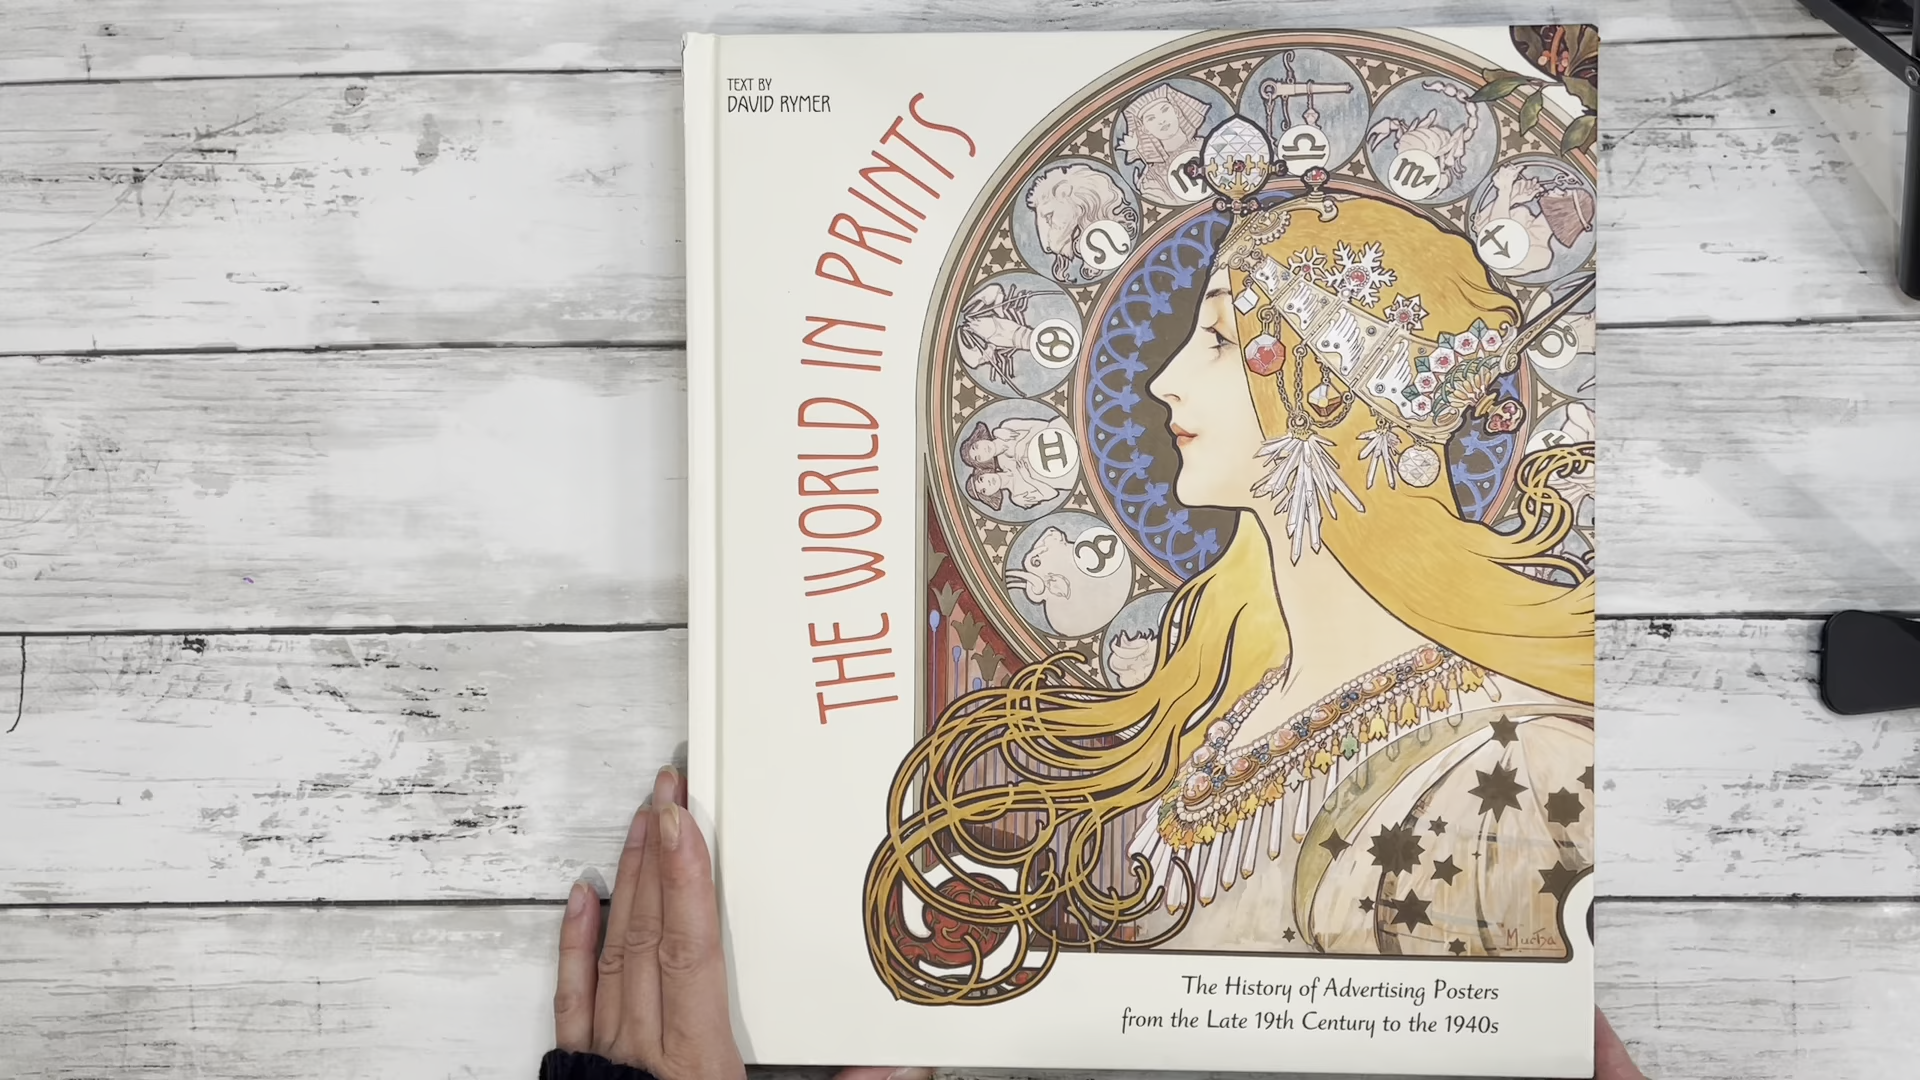 TEXT BY
DAVID RYMER
THE WORLD IN PRINTS
Mucha
The History of Advertising Posters
from the Late 19th Century to the 1940s